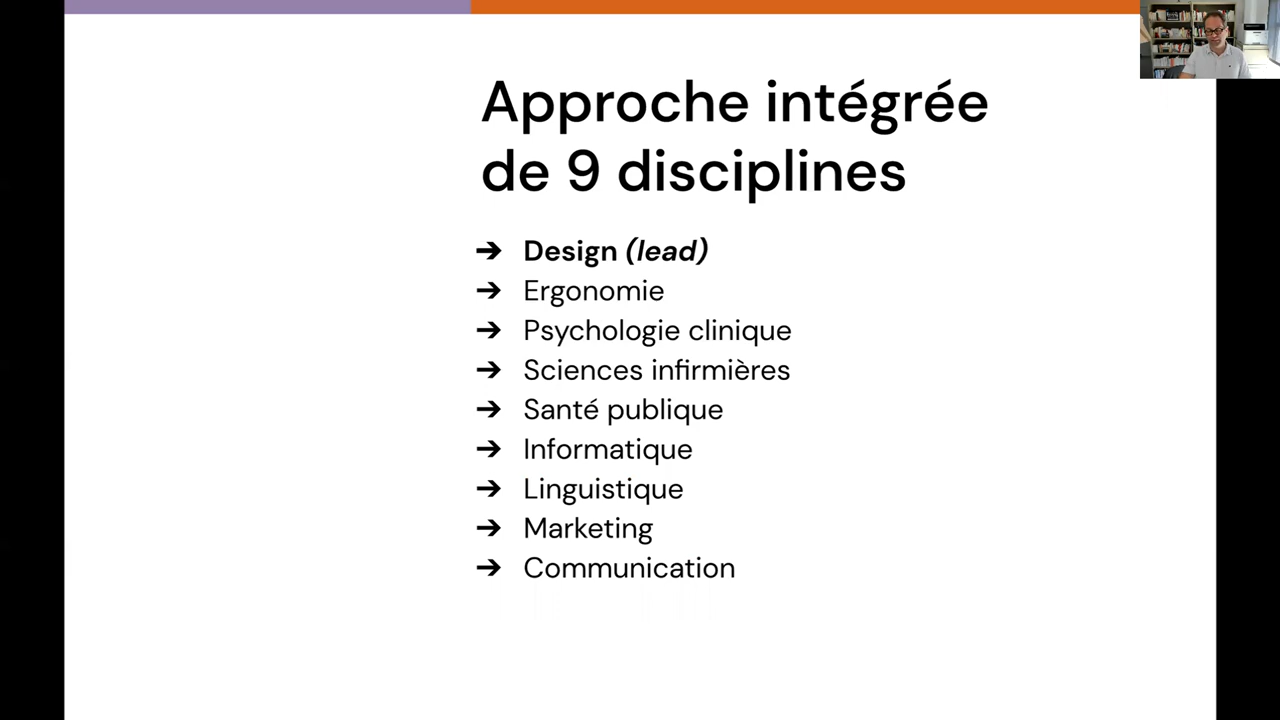 Approche intégrée
de 9 disciplines
➔ Design (lead)
➔ Ergonomie
➔ Psychologie clinique
➔ Sciences infirmières
➔ Santé publique
➔ Informatique
➔ Linguistique
➔ Marketing
➔ Communication